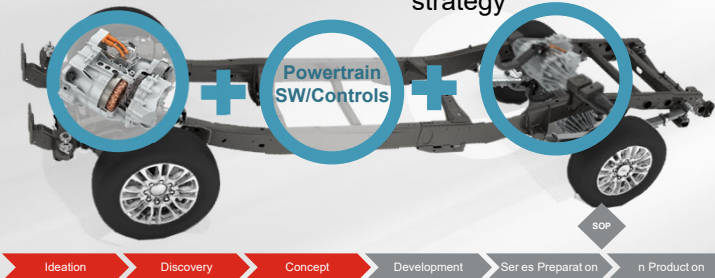 strategy
Powertrain
SW/Controls
SOP
Ideation
Discovery
Concept
Development
Ser es Preparat on
n Product on